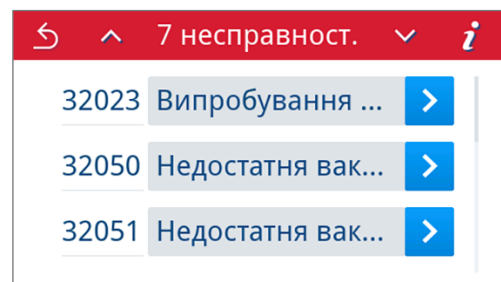 7 несправност.
32023 Випробування ...
32050 Недостатня вак...
32051 Недостатня вак...